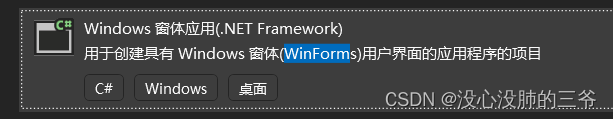 C#
Windows 窗体应用(.NET Framework)
用于创建具有 Windows 窗体(WinForms)用户界面的应用程序的项目
C# Windows 桌面
CSDN @没心没肺的三爷